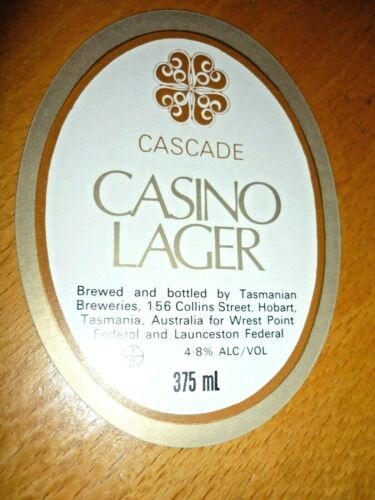 CASCADE
CASINO
LAGER
Brewed and bottled by Tasmanian
Breweries, 156 Collins Street, Hobart,
Tasmania, Australia for Wrest Point
Federal and Launceston Federal
4·8% ALC/VOL
375 ml